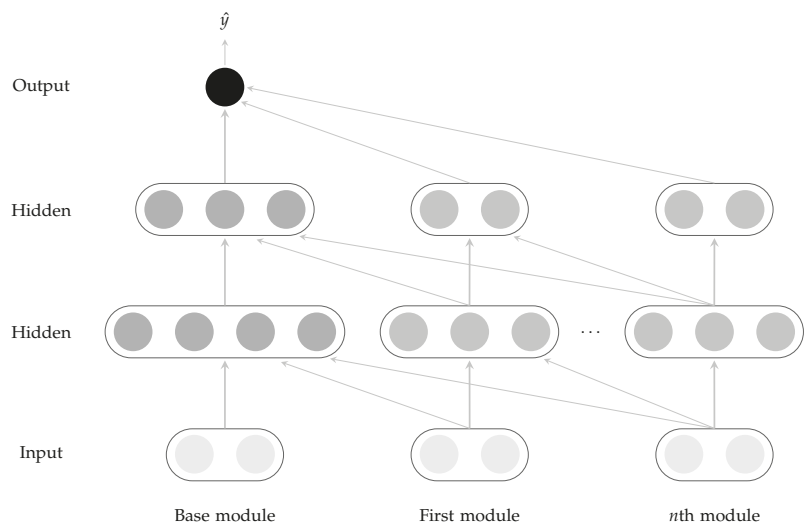 ŷ
Output
Hidden
Hidden
...
Input
Base module
First module
nth module